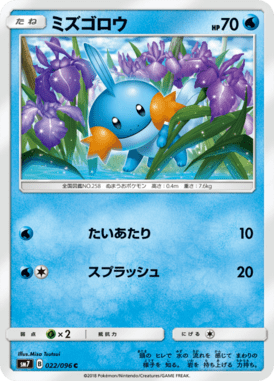 たね ミズゴロウ HP70
全国図鑑NO.258 ぬまうおポケモン 高さ:0.4m 重さ:7.6kg
たいあたり 10
スプラッシュ 20
弱点 ×2 抵抗力 にげる
Illus. Misa Tsutsui
sm7 022/096 C
©2018 Pokémon/Nintendo/Creatures/GAME FREAK.